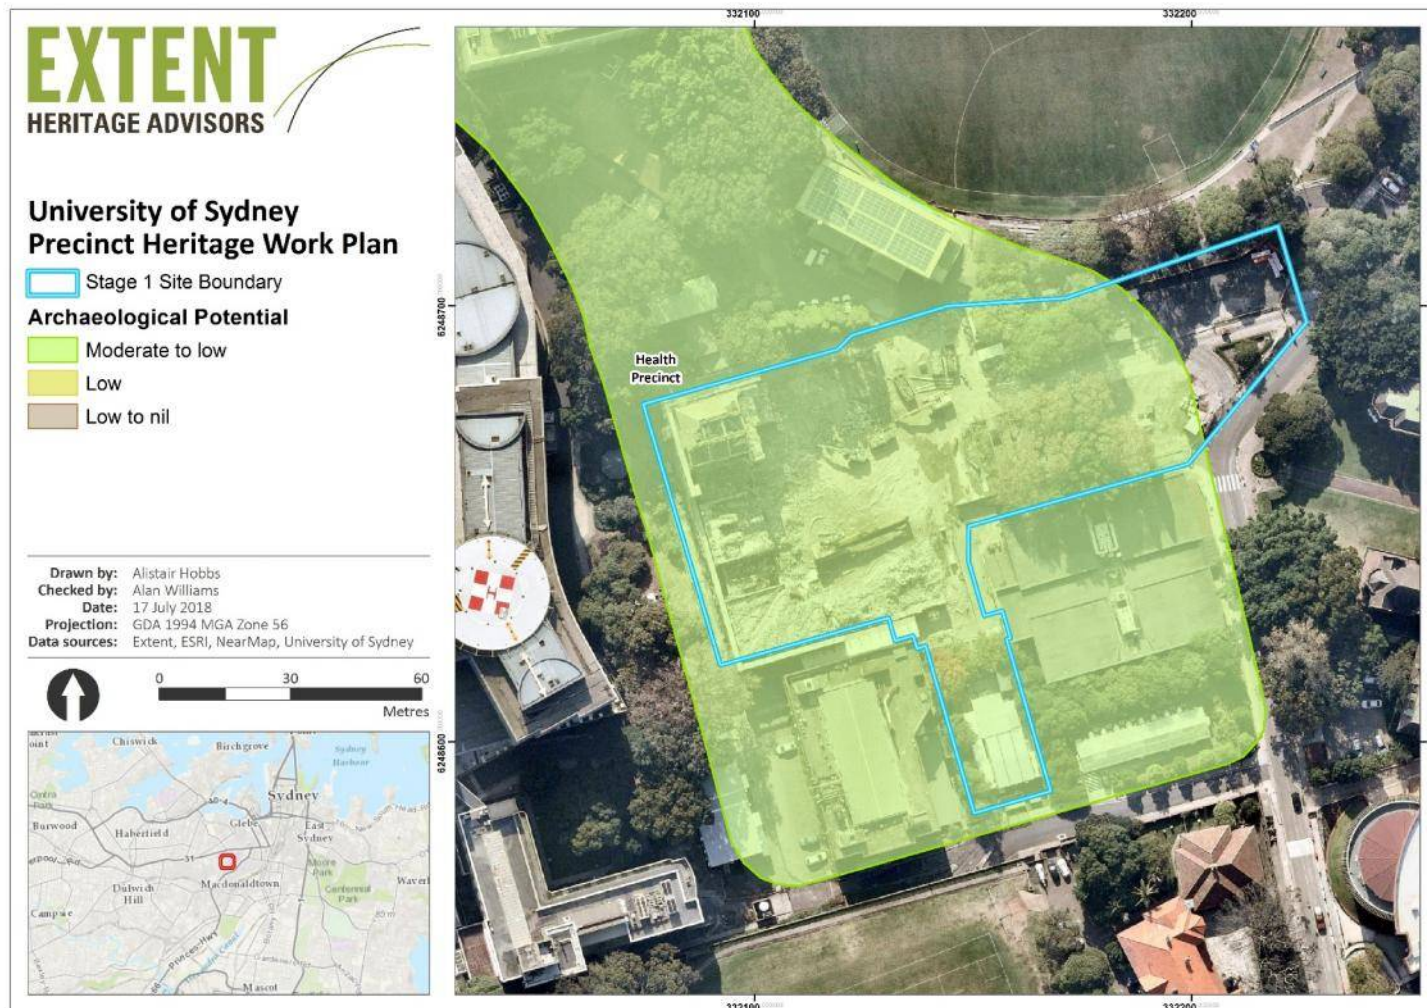 EXTENT
HERITAGE ADVISORS
University of Sydney
Precinct Heritage Work Plan
Stage 1 Site Boundary
Archaeological Potential
Moderate to low
Low
Low to nil
Drawn by: Alistair Hobbs
Checked by: Alan Williams
Date: 17 July 2018
Projection: GDA 1994 MGA Zone 56
Data sources: Extent, ESRI, NearMap, University of Sydney
0 30 60
Metres
Chiswick
Birchgrove
Sydney
Harbour
Sydney
Burwood
Haberfield
Glebe
East
Sydney
31
Moore
Park
Macdonaldtown
Centennial
Park
Dulwich
Hill
Princes Hwy
Mascot
332100
332200
6248700
6248600
Health
Precinct
H
332100
332200